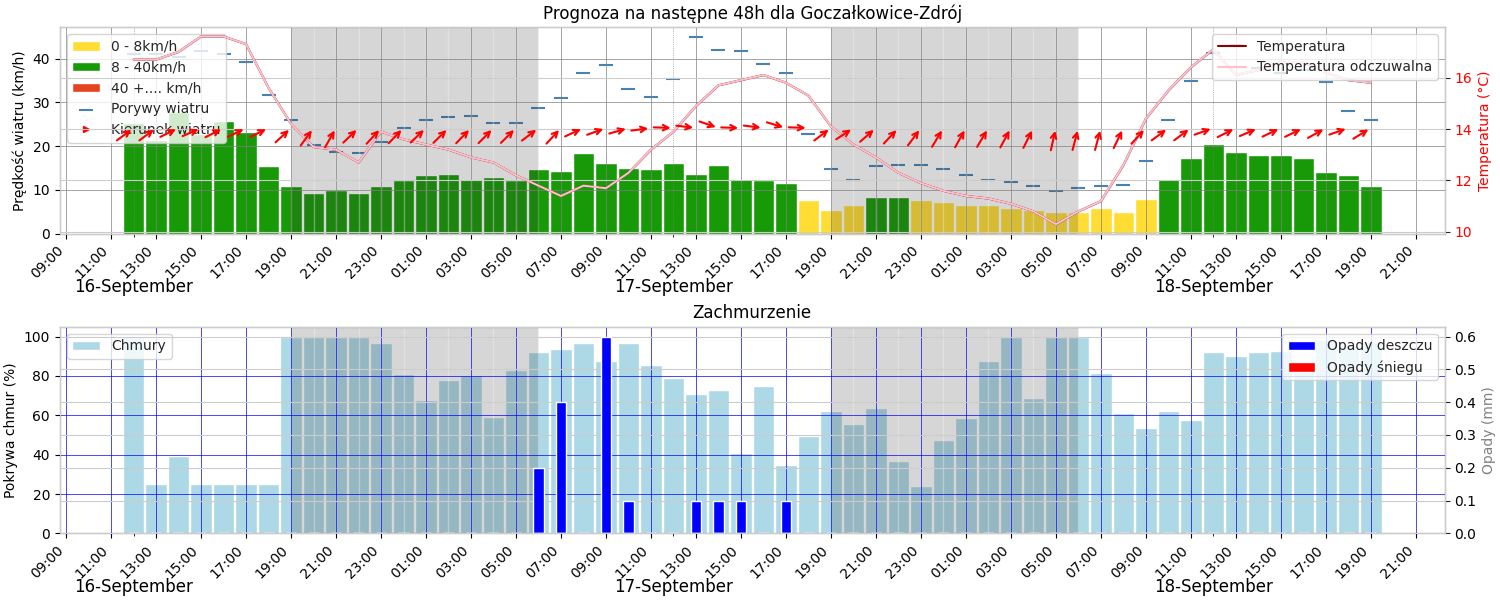 Prognoza na następne 48h dla Goczałkowice-Zdrój
Prędkość wiatru (km/h)
40
30
20
10
0
0 - 8km/h
8 - 40km/h
40 +.... km/h
Porywy wiatru
Kierunek wiatru
Temperatura
Temperatura odczuwalna
16
14
12
10
Temperatura (°C)
09:00 11:00 13:00 15:00 17:00 19:00 21:00 23:00 01:00 03:00 05:00 07:00 09:00 11:00 13:00 15:00 17:00 19:00 21:00 23:00 01:00 03:00 05:00 07:00 09:00 11:00 13:00 15:00 17:00 19:00 21:00
16-September 17-September 18-September
Zachmurzenie
Pokrywa chmur (%)
100
80
60
40
20
0
Chmury
Opady deszczu
Opady śniegu
0.6
0.5
0.4
0.3
0.2
0.1
0.0
Opady (mm)
09:00 11:00 13:00 15:00 17:00 19:00 21:00 23:00 01:00 03:00 05:00 07:00 09:00 11:00 13:00 15:00 17:00 19:00 21:00 23:00 01:00 03:00 05:00 07:00 09:00 11:00 13:00 15:00 17:00 19:00 21:00
16-September 17-September 18-September